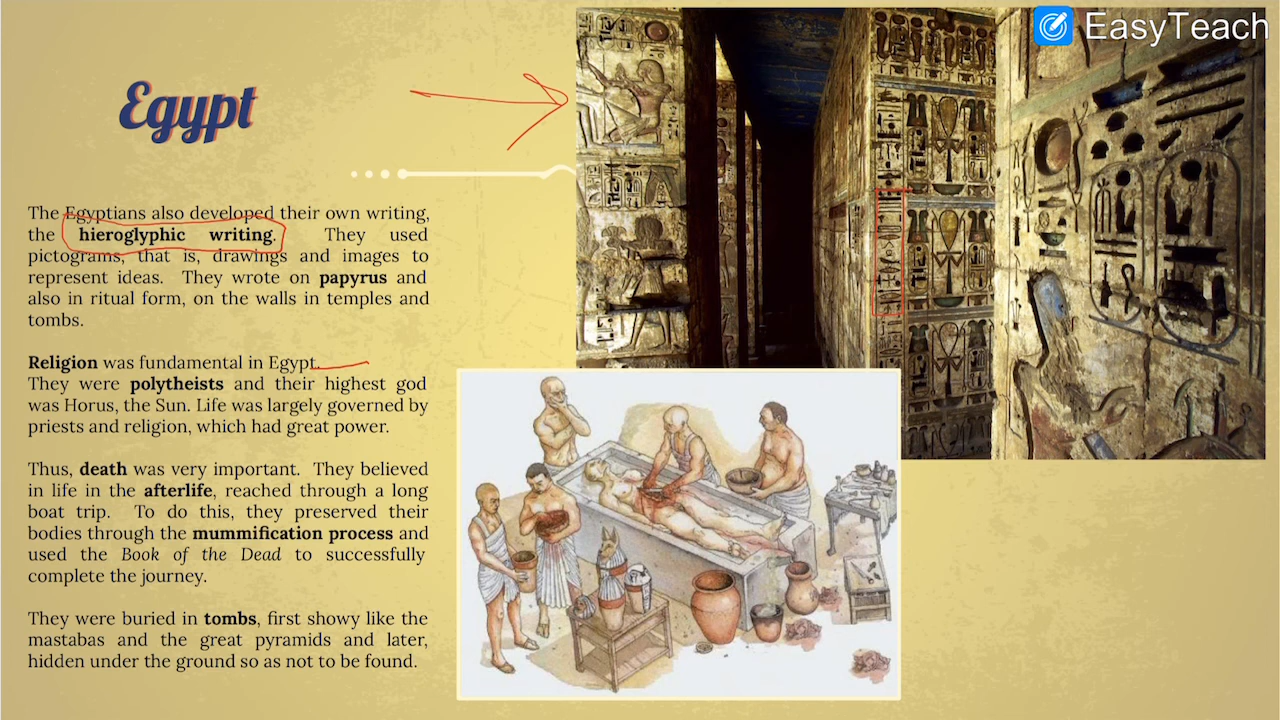 EasyTeach
Egypt
The Egyptians also developed their own writing,
the hieroglyphic writing. They used
pictograms, that is, drawings and images to
represent ideas. They wrote on papyrus and
also in ritual form, on the walls in temples and
tombs.
Religion was fundamental in Egypt.
They were polytheists and their highest god
was Horus, the Sun. Life was largely governed by
priests and religion, which had great power.
Thus, death was very important. They believed
in life in the afterlife, reached through a long
boat trip. To do this, they preserved their
bodies through the mummification process and
used the Book of the Dead to successfully
complete the journey.
They were buried in tombs, first showy like the
mastabas and the great pyramids and later,
hidden under the ground so as not to be found.